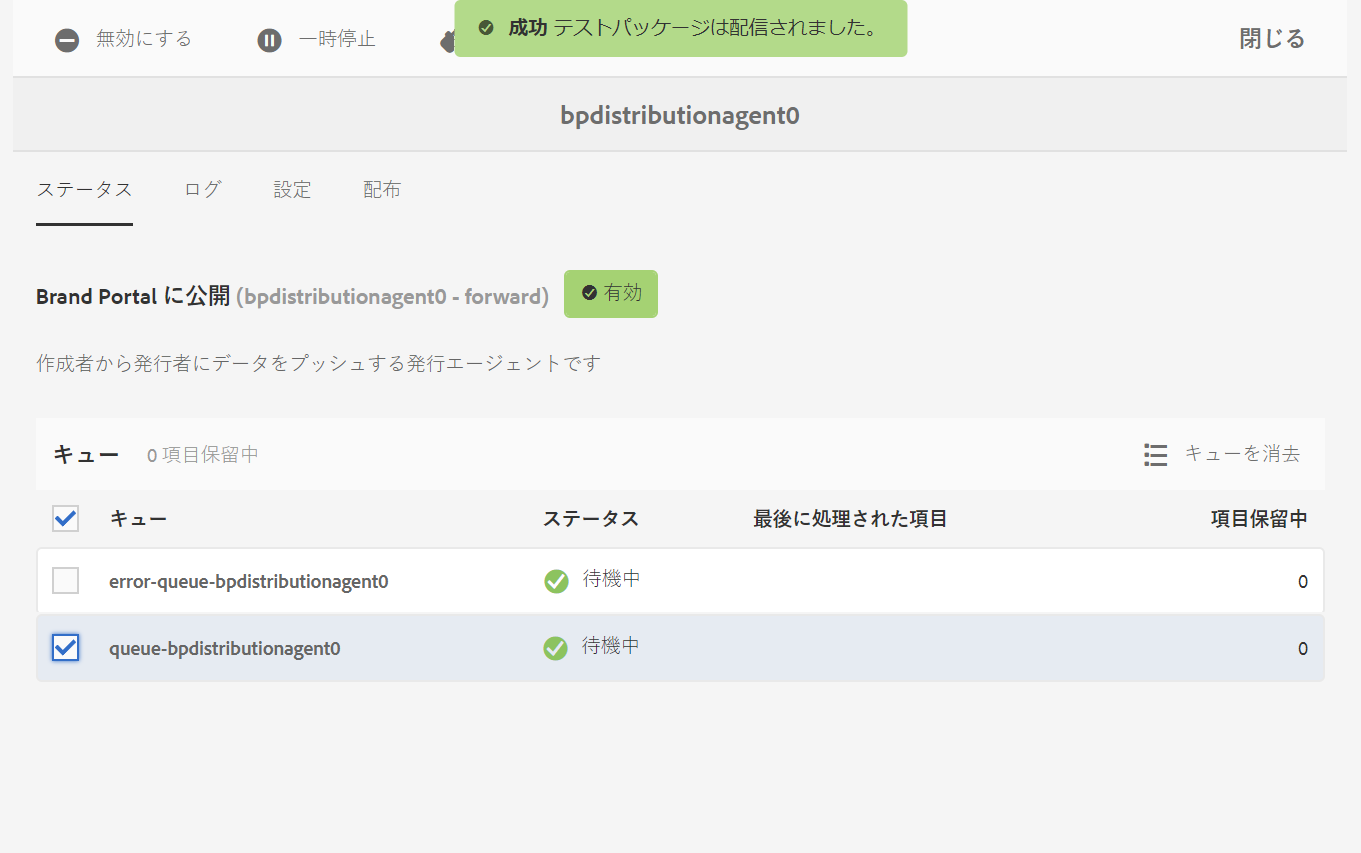 無効にする 一時停止 成功 テストパッケージは配信されました。 閉じる
bpdistributionagent0
ステータス ログ 設定 配布
Brand Portal に公開 (bpdistributionagent0 - forward) 有効
作成者から発行者にデータをプッシュする発行エージェントです
キュー 0 項目保留中 キューを消去
キュー ステータス 最後に処理された項目 項目保留中
error-queue-bpdistributionagent0 待機中 0
queue-bpdistributionagent0 待機中 0